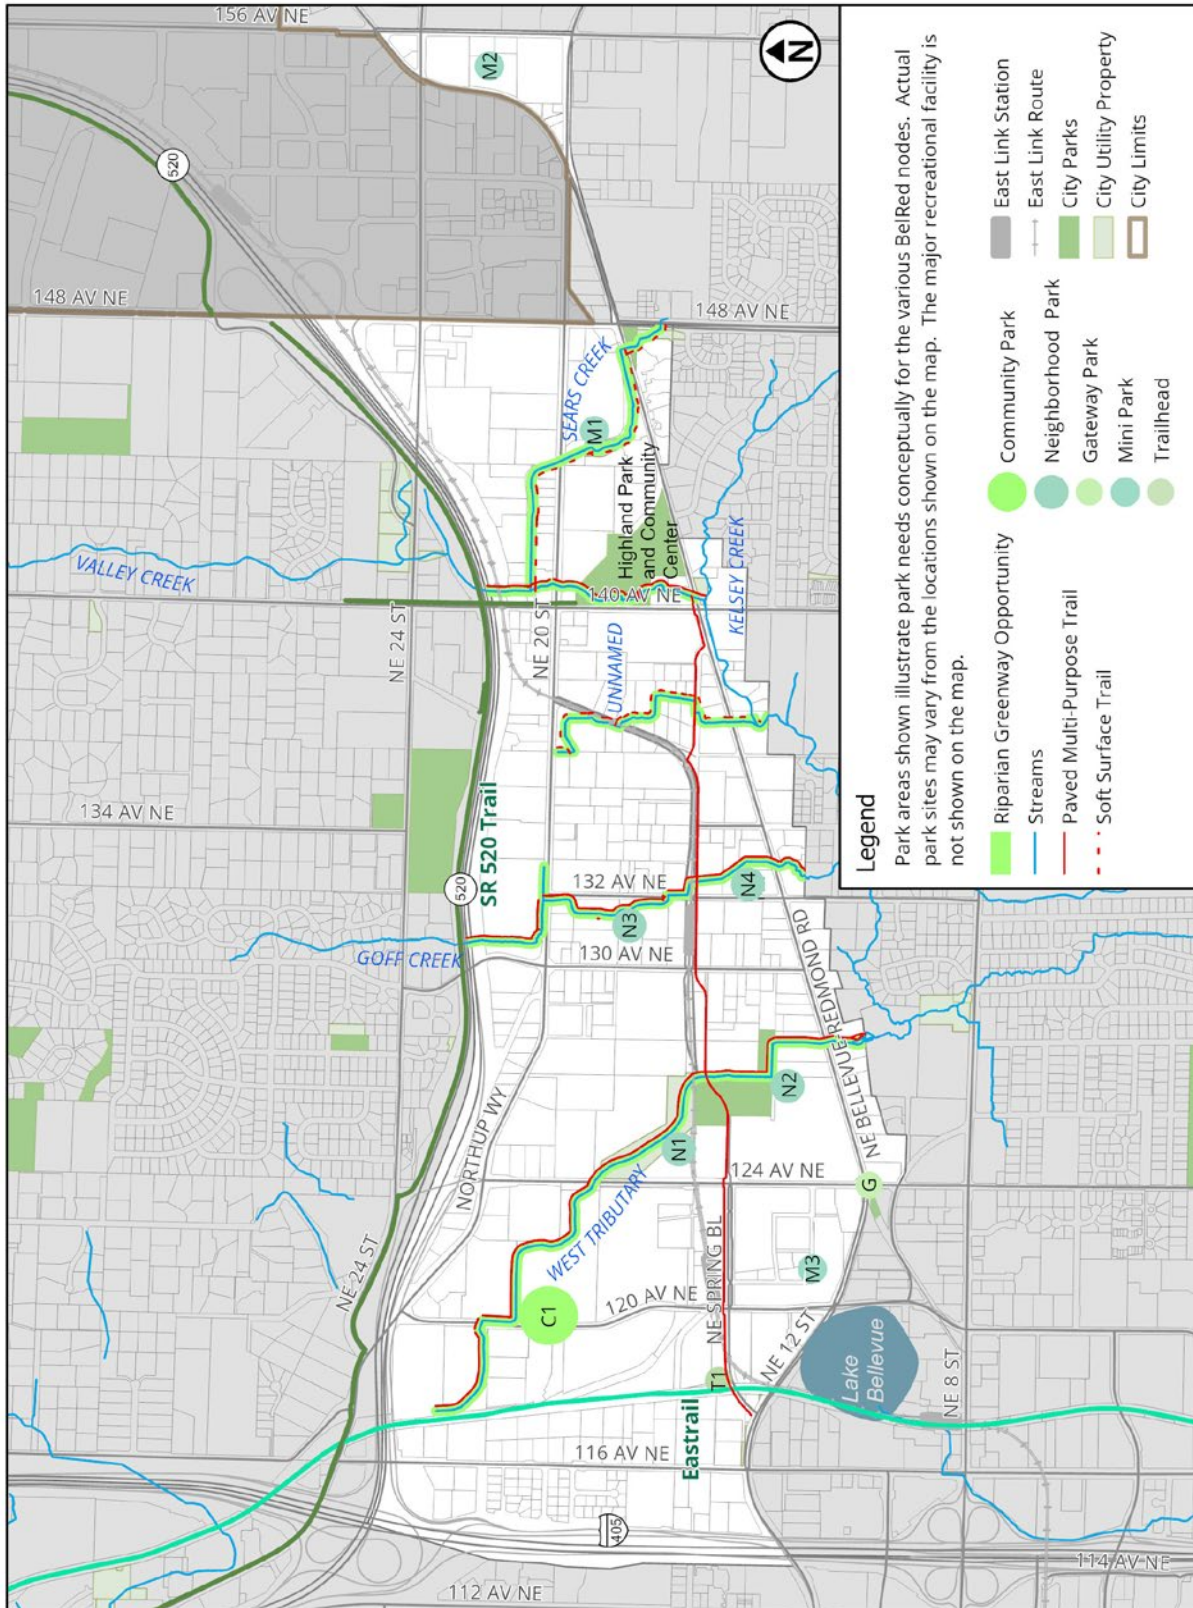 156 AV NE
M2
N
520
148 AV NE
148 AV NE
SEARS CREEK
M1
Highland Park
and Community
Center
VALLEY CREEK
NE 24 ST
NE 20 ST
140 AV NE
KELSEY CREEK
UNNAMED
134 AV NE
SR 520 Trail
520
132 AV NE
N4
N3
GOFF CREEK
130 AV NE
NE BELLEVUE-REDMOND RD
NORTHUP WY
N2
N1
WEST TRIBUTARY
124 AV NE
G
NE 24 ST
NE SPRING BL
M3
C1
120 AV NE
NE 12 ST
T1
Lake
Bellevue
NE 8 ST
Eastrail
116 AV NE
405
114 AV NE
112 AV NE
Legend
Park areas shown illustrate park needs conceptually for the various BelRed nodes. Actual
park sites may vary from the locations shown on the map. The major recreational facility is
not shown on the map.
Riparian Greenway Opportunity
Streams
Paved Multi-Purpose Trail
Soft Surface Trail
Community Park
Neighborhood Park
Gateway Park
Mini Park
Trailhead
East Link Station
East Link Route
City Parks
City Utility Property
City Limits